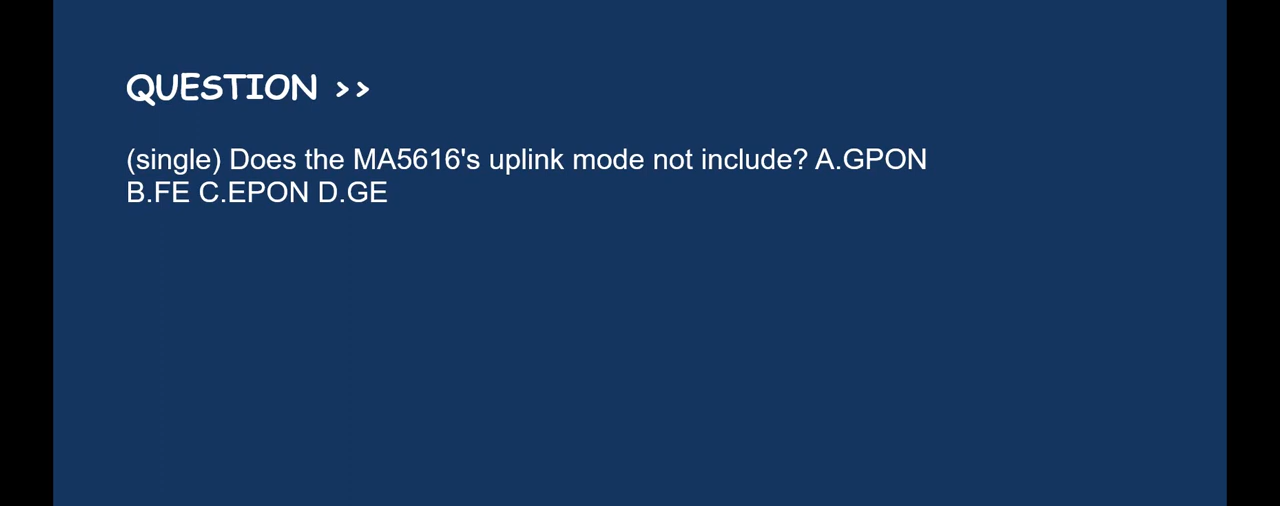 QUESTION >>
(single) Does the MA5616's uplink mode not include? A.GPON
B.FE C.EPON D.GE